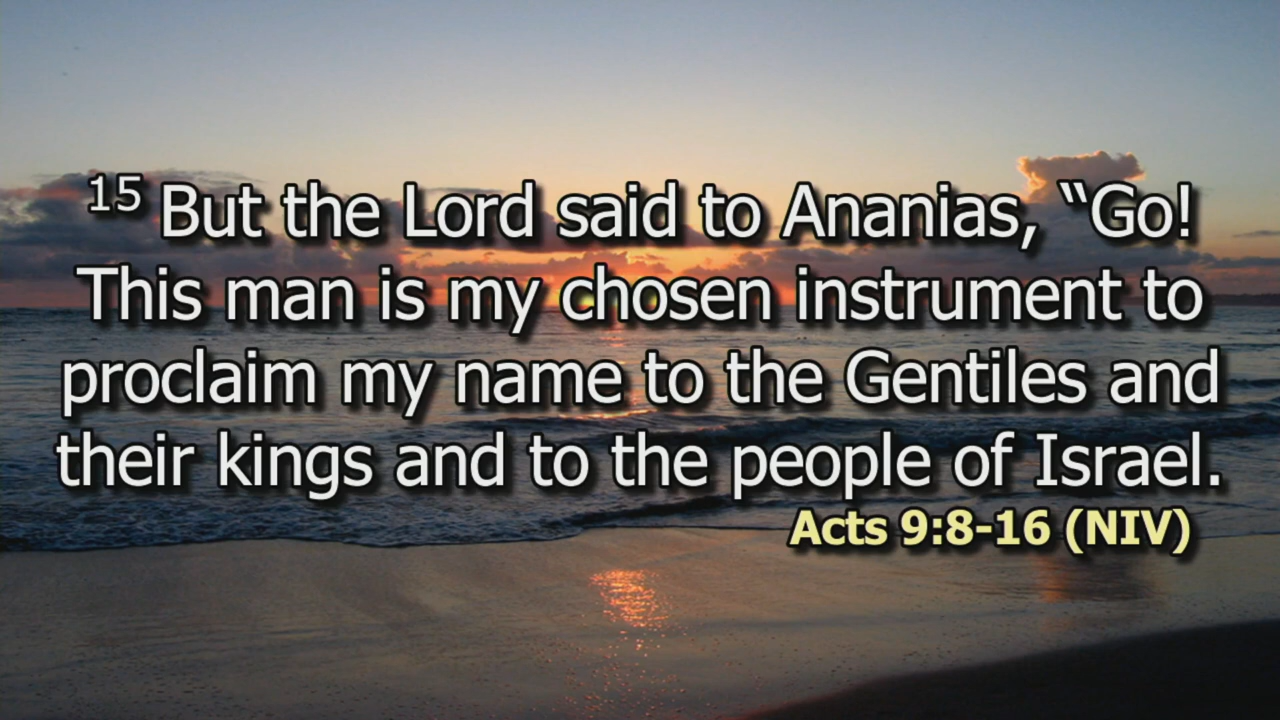 15 But the Lord said to Ananias, “Go!
This man is my chosen instrument to
proclaim my name to the Gentiles and
their kings and to the people of Israel.
Acts 9:8-16 (NIV)